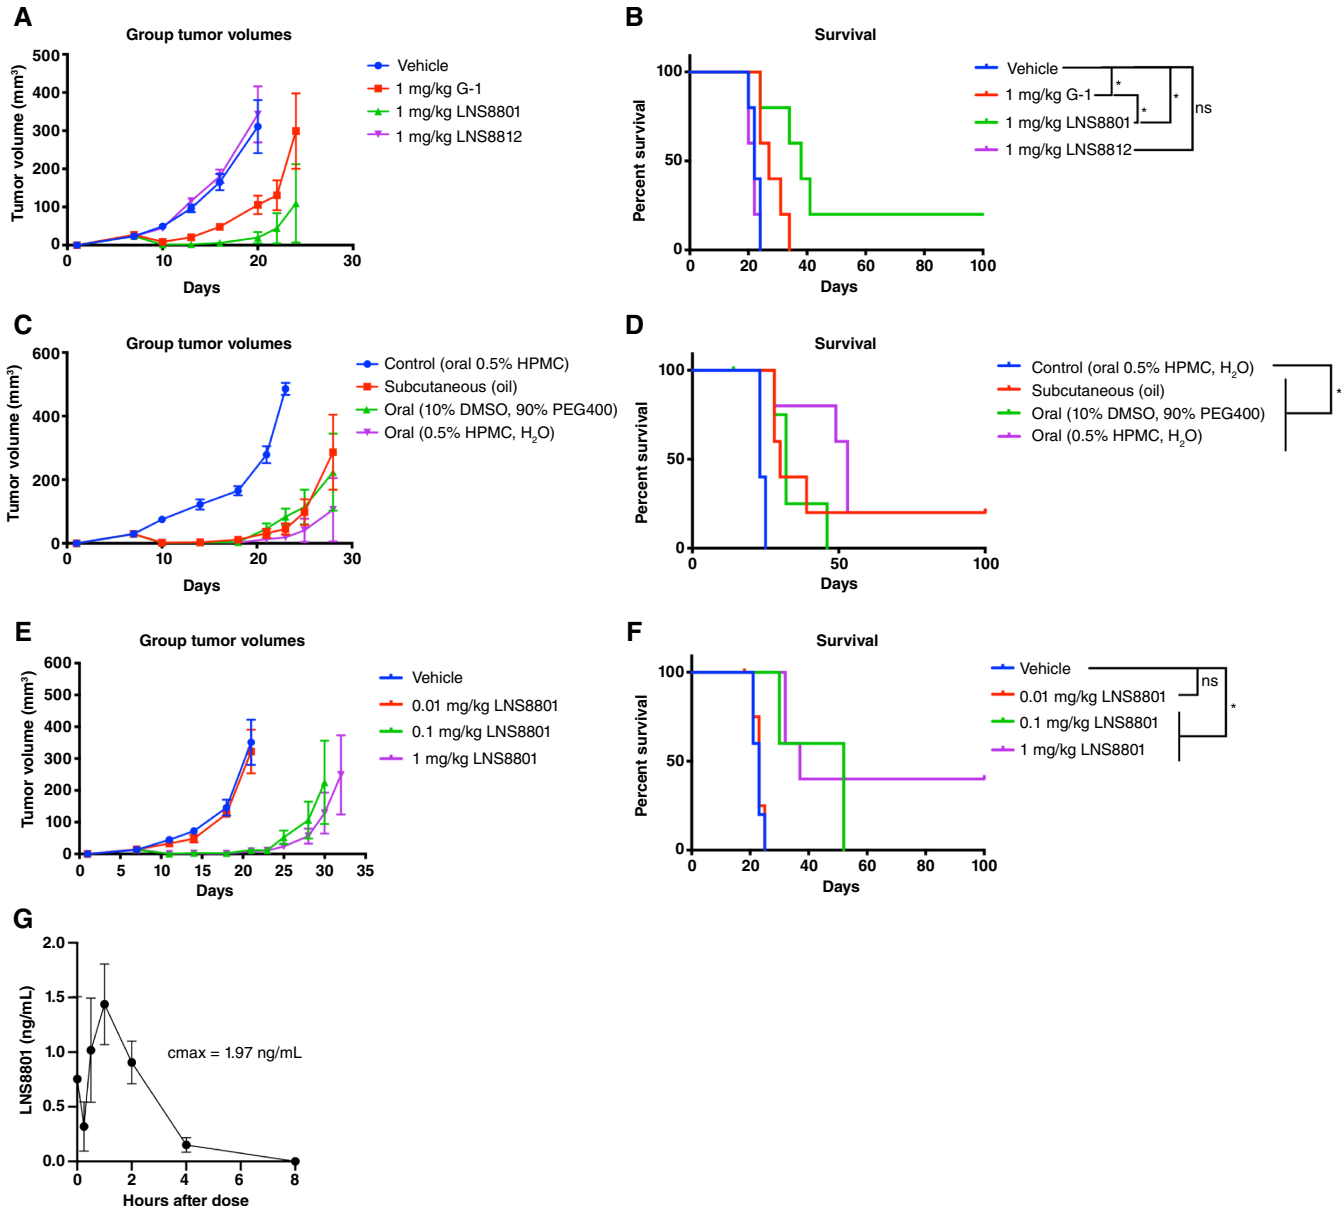 A
Group tumor volumes
Tumor volume (mm³)
500
400
300
200
100
0
0 10 20 30
Days
Vehicle
1 mg/kg G-1
1 mg/kg LNS8801
1 mg/kg LNS8812
B
Survival
Percent survival
100
50
0
0 20 40 60 80 100
Days
Vehicle
1 mg/kg G-1
1 mg/kg LNS8801
1 mg/kg LNS8812
*
*
*
ns
C
Group tumor volumes
Tumor volume (mm³)
600
400
200
0
0 10 20 30
Days
Control (oral 0.5% HPMC)
Subcutaneous (oil)
Oral (10% DMSO, 90% PEG400)
Oral (0.5% HPMC, H₂O)
D
Survival
Percent survival
100
50
0
0 50 100
Days
Control (oral 0.5% HPMC, H₂O)
Subcutaneous (oil)
Oral (10% DMSO, 90% PEG400)
Oral (0.5% HPMC, H₂O)
*
E
Group tumor volumes
Tumor volume (mm³)
600
500
400
300
200
100
0
0 5 10 15 20 25 30 35
Days
Vehicle
0.01 mg/kg LNS8801
0.1 mg/kg LNS8801
1 mg/kg LNS8801
F
Survival
Percent survival
100
50
0
0 20 40 60 80 100
Days
Vehicle
0.01 mg/kg LNS8801
0.1 mg/kg LNS8801
1 mg/kg LNS8801
ns
*
G
LNS8801 (ng/mL)
2.0
1.5
1.0
0.5
0.0
0 2 4 6 8
Hours after dose
cmax = 1.97 ng/mL